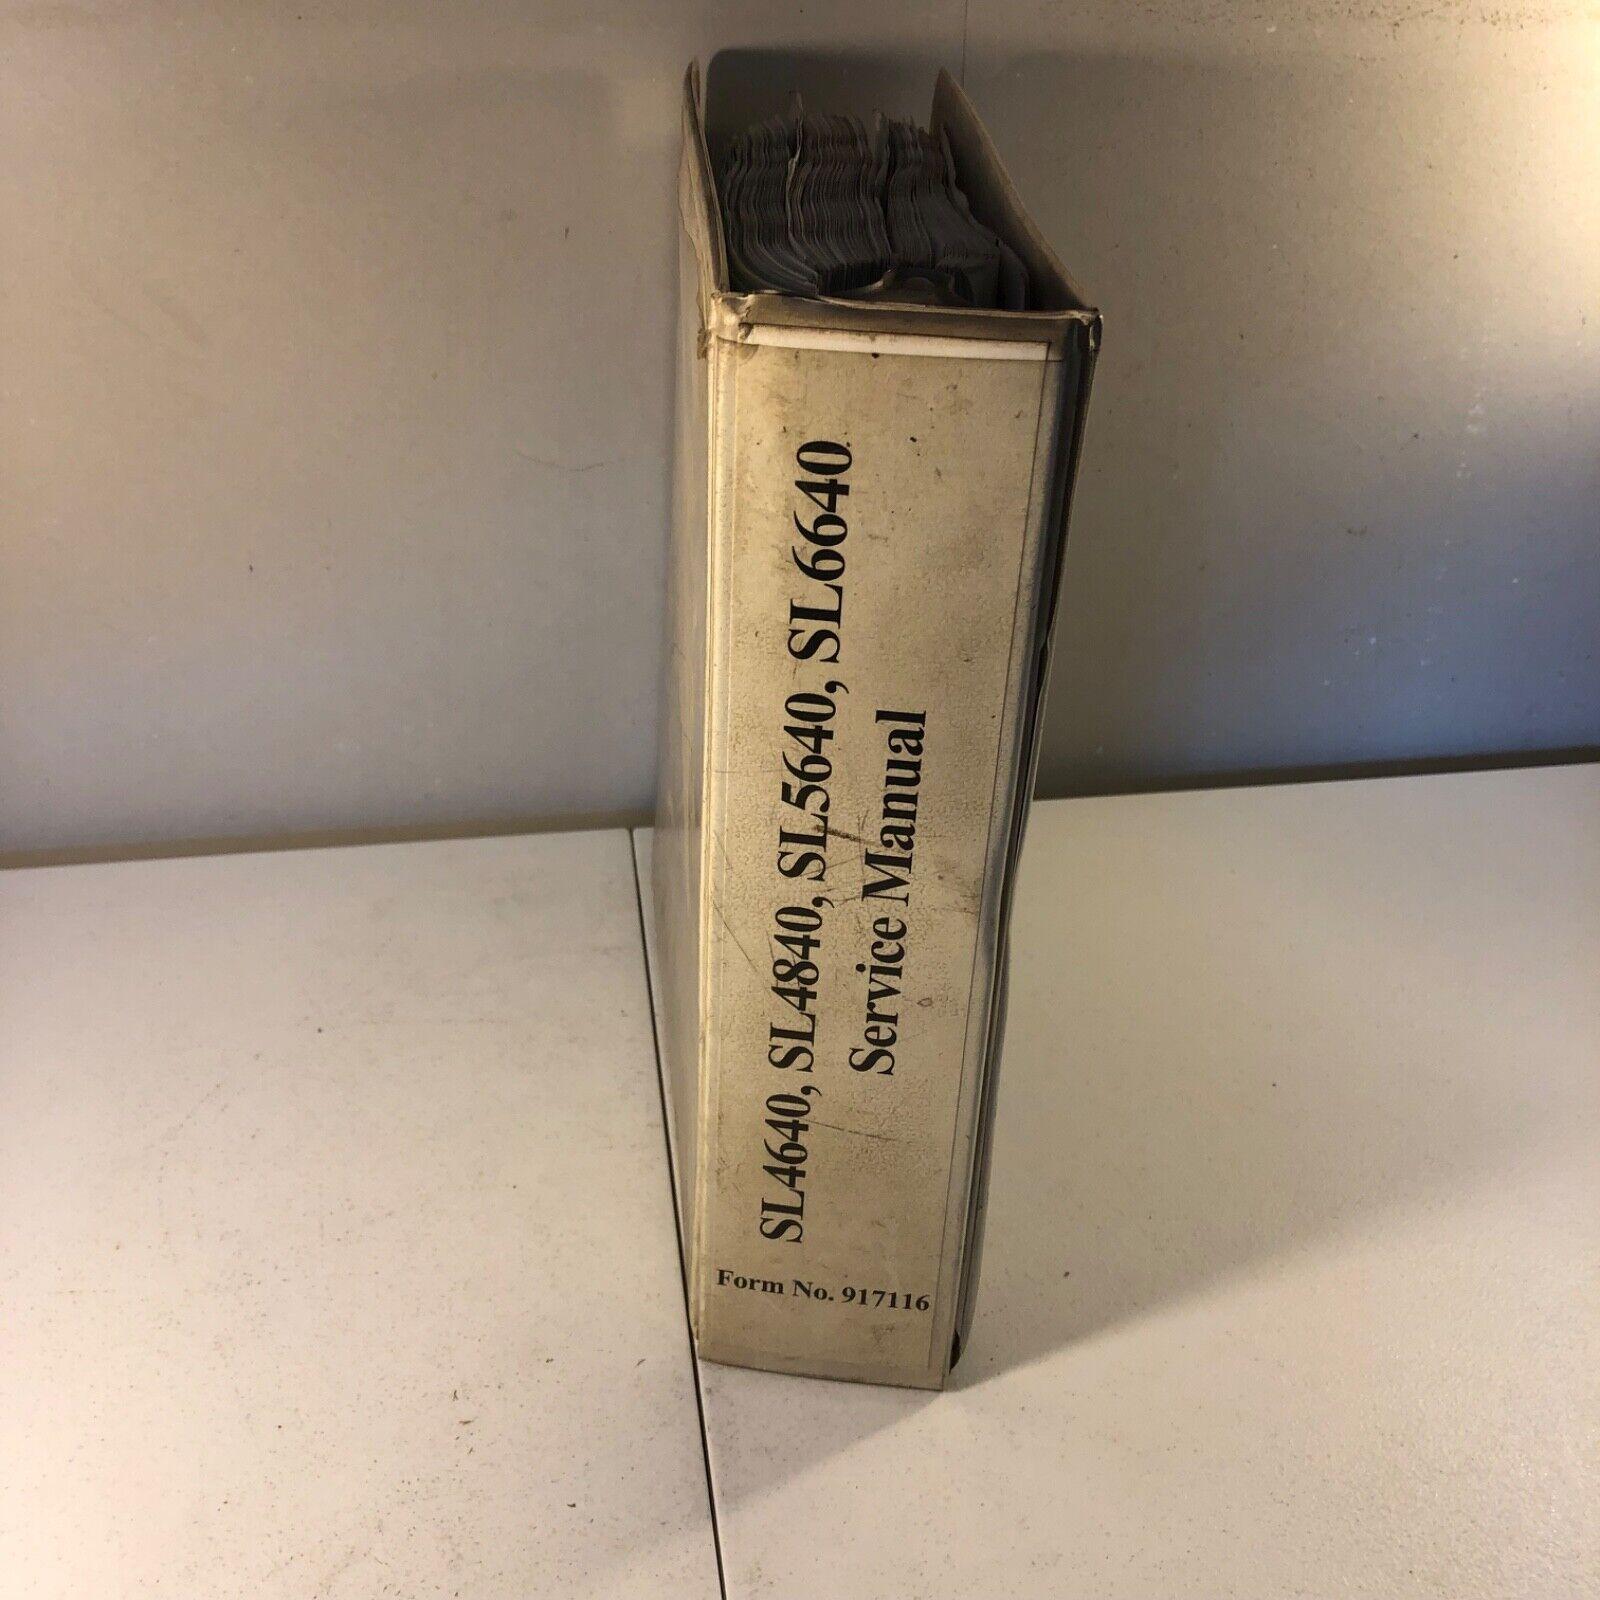 SL4640, SL4840, SL5640, SL6640
Service Manual
Form No. 917116